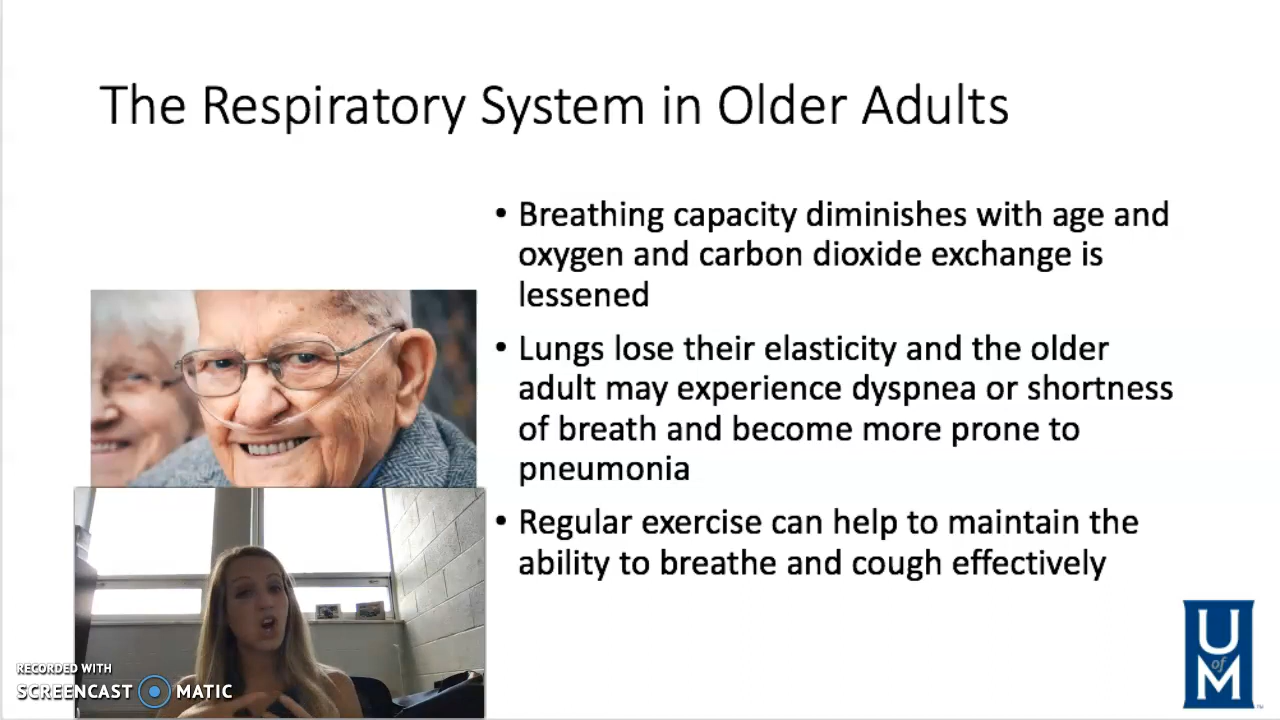 The Respiratory System in Older Adults
• Breathing capacity diminishes with age and
oxygen and carbon dioxide exchange is
lessened
• Lungs lose their elasticity and the older
adult may experience dyspnea or shortness
of breath and become more prone to
pneumonia
• Regular exercise can help to maintain the
ability to breathe and cough effectively
RECORDED WITH
SCREENCAST MATIC
U
of
M
TM